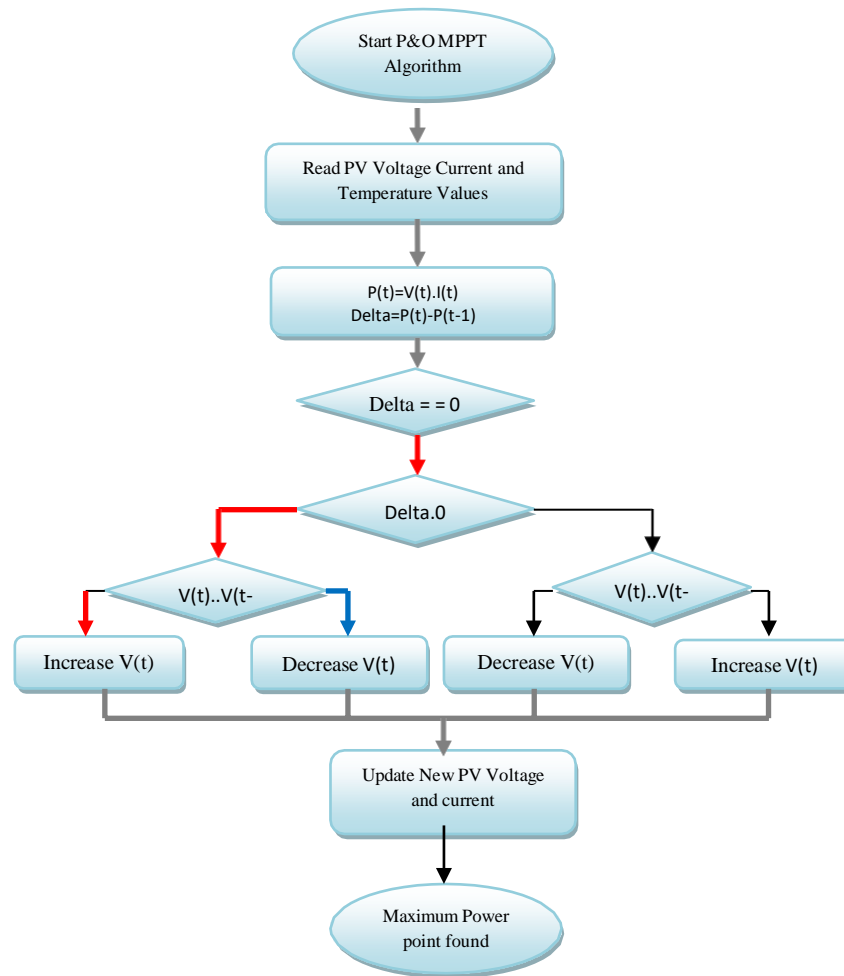 Start P&O MPPT
Algorithm
Read PV Voltage Current and
Temperature Values
P(t)=V(t).I(t)
Delta=P(t)-P(t-1)
Delta = = 0
Delta.0
V(t)..V(t-
V(t)..V(t-
Increase V(t)
Decrease V(t)
Decrease V(t)
Increase V(t)
Update New PV Voltage
and current
Maximum Power
point found